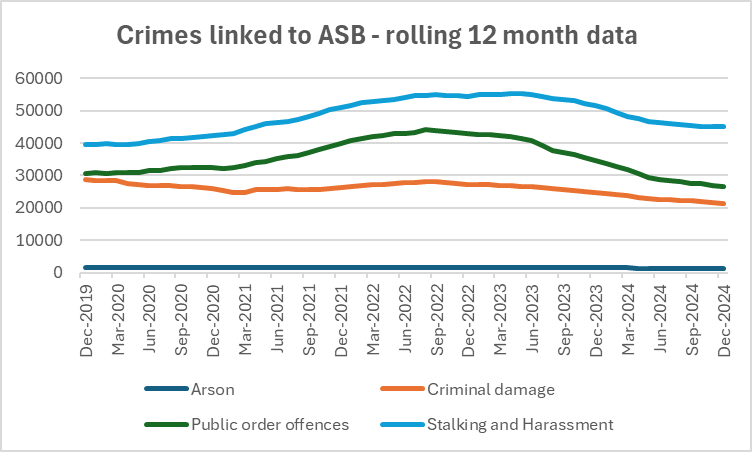 Crimes linked to ASB - rolling 12 month data
60000
50000
40000
30000
20000
10000
0
Dec-2019
Mar-2020
Jun-2020
Sep-2020
Dec-2020
Mar-2021
Jun-2021
Sep-2021
Dec-2021
Mar-2022
Jun-2022
Sep-2022
Dec-2022
Mar-2023
Jun-2023
Sep-2023
Dec-2023
Mar-2024
Jun-2024
Sep-2024
Dec-2024
Arson
Criminal damage
Public order offences
Stalking and Harassment